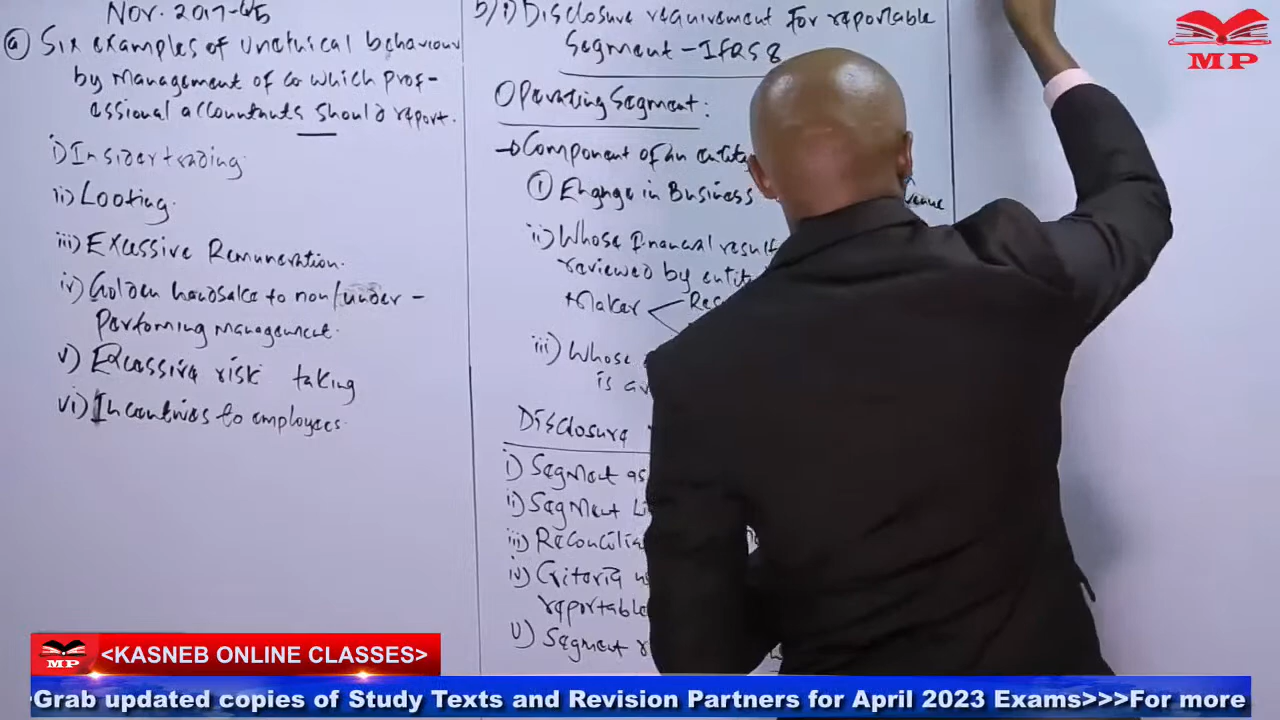 Nov. 2017-Q5
a) Six examples of unethical behaviour
by management of co which prof-
essional accountants should report.
i) Insider trading
ii) Looting.
iii) Excessive Remuneration.
iv) Golden handsake to non/under -
Performing management.
v) Excessive risk taking
vi) Incentives to employees.
b) i) Disclosure requirement for reportable
Segment - IFRS 8
Operating Segment:
Component of an entity
① Engage in Business
ii) Whose financial result
reviewed by entit
Maker
iii) Whose
is av
Disclosure
i) Segment as
ii) Segment Li
iii) Reconcilia
iv) Criteria
reportable
v) Segment r
MP
MP
<KASNEB ONLINE CLASSES>
Grab updated copies of Study Texts and Revision Partners for April 2023 Exams>>>For more